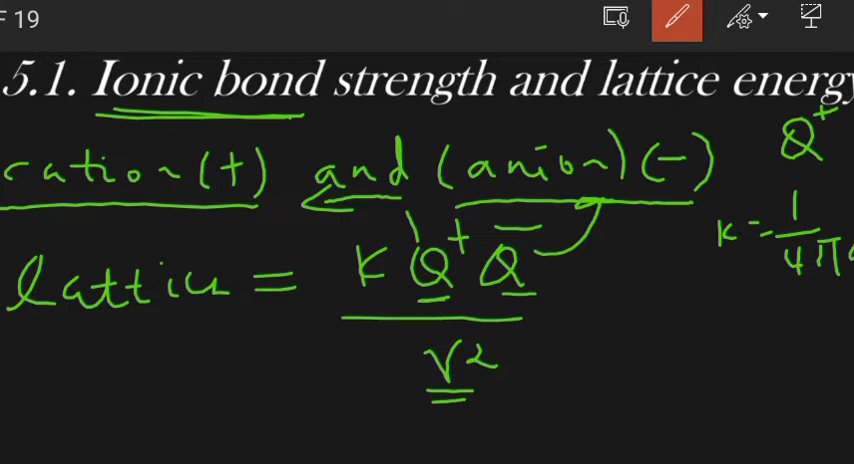 F 19
5.1. Ionic bond strength and lattice energy
cation (+) and (anion) (-) Q+
lattice = K Q+ Q- / r2
K = 1 / 4π